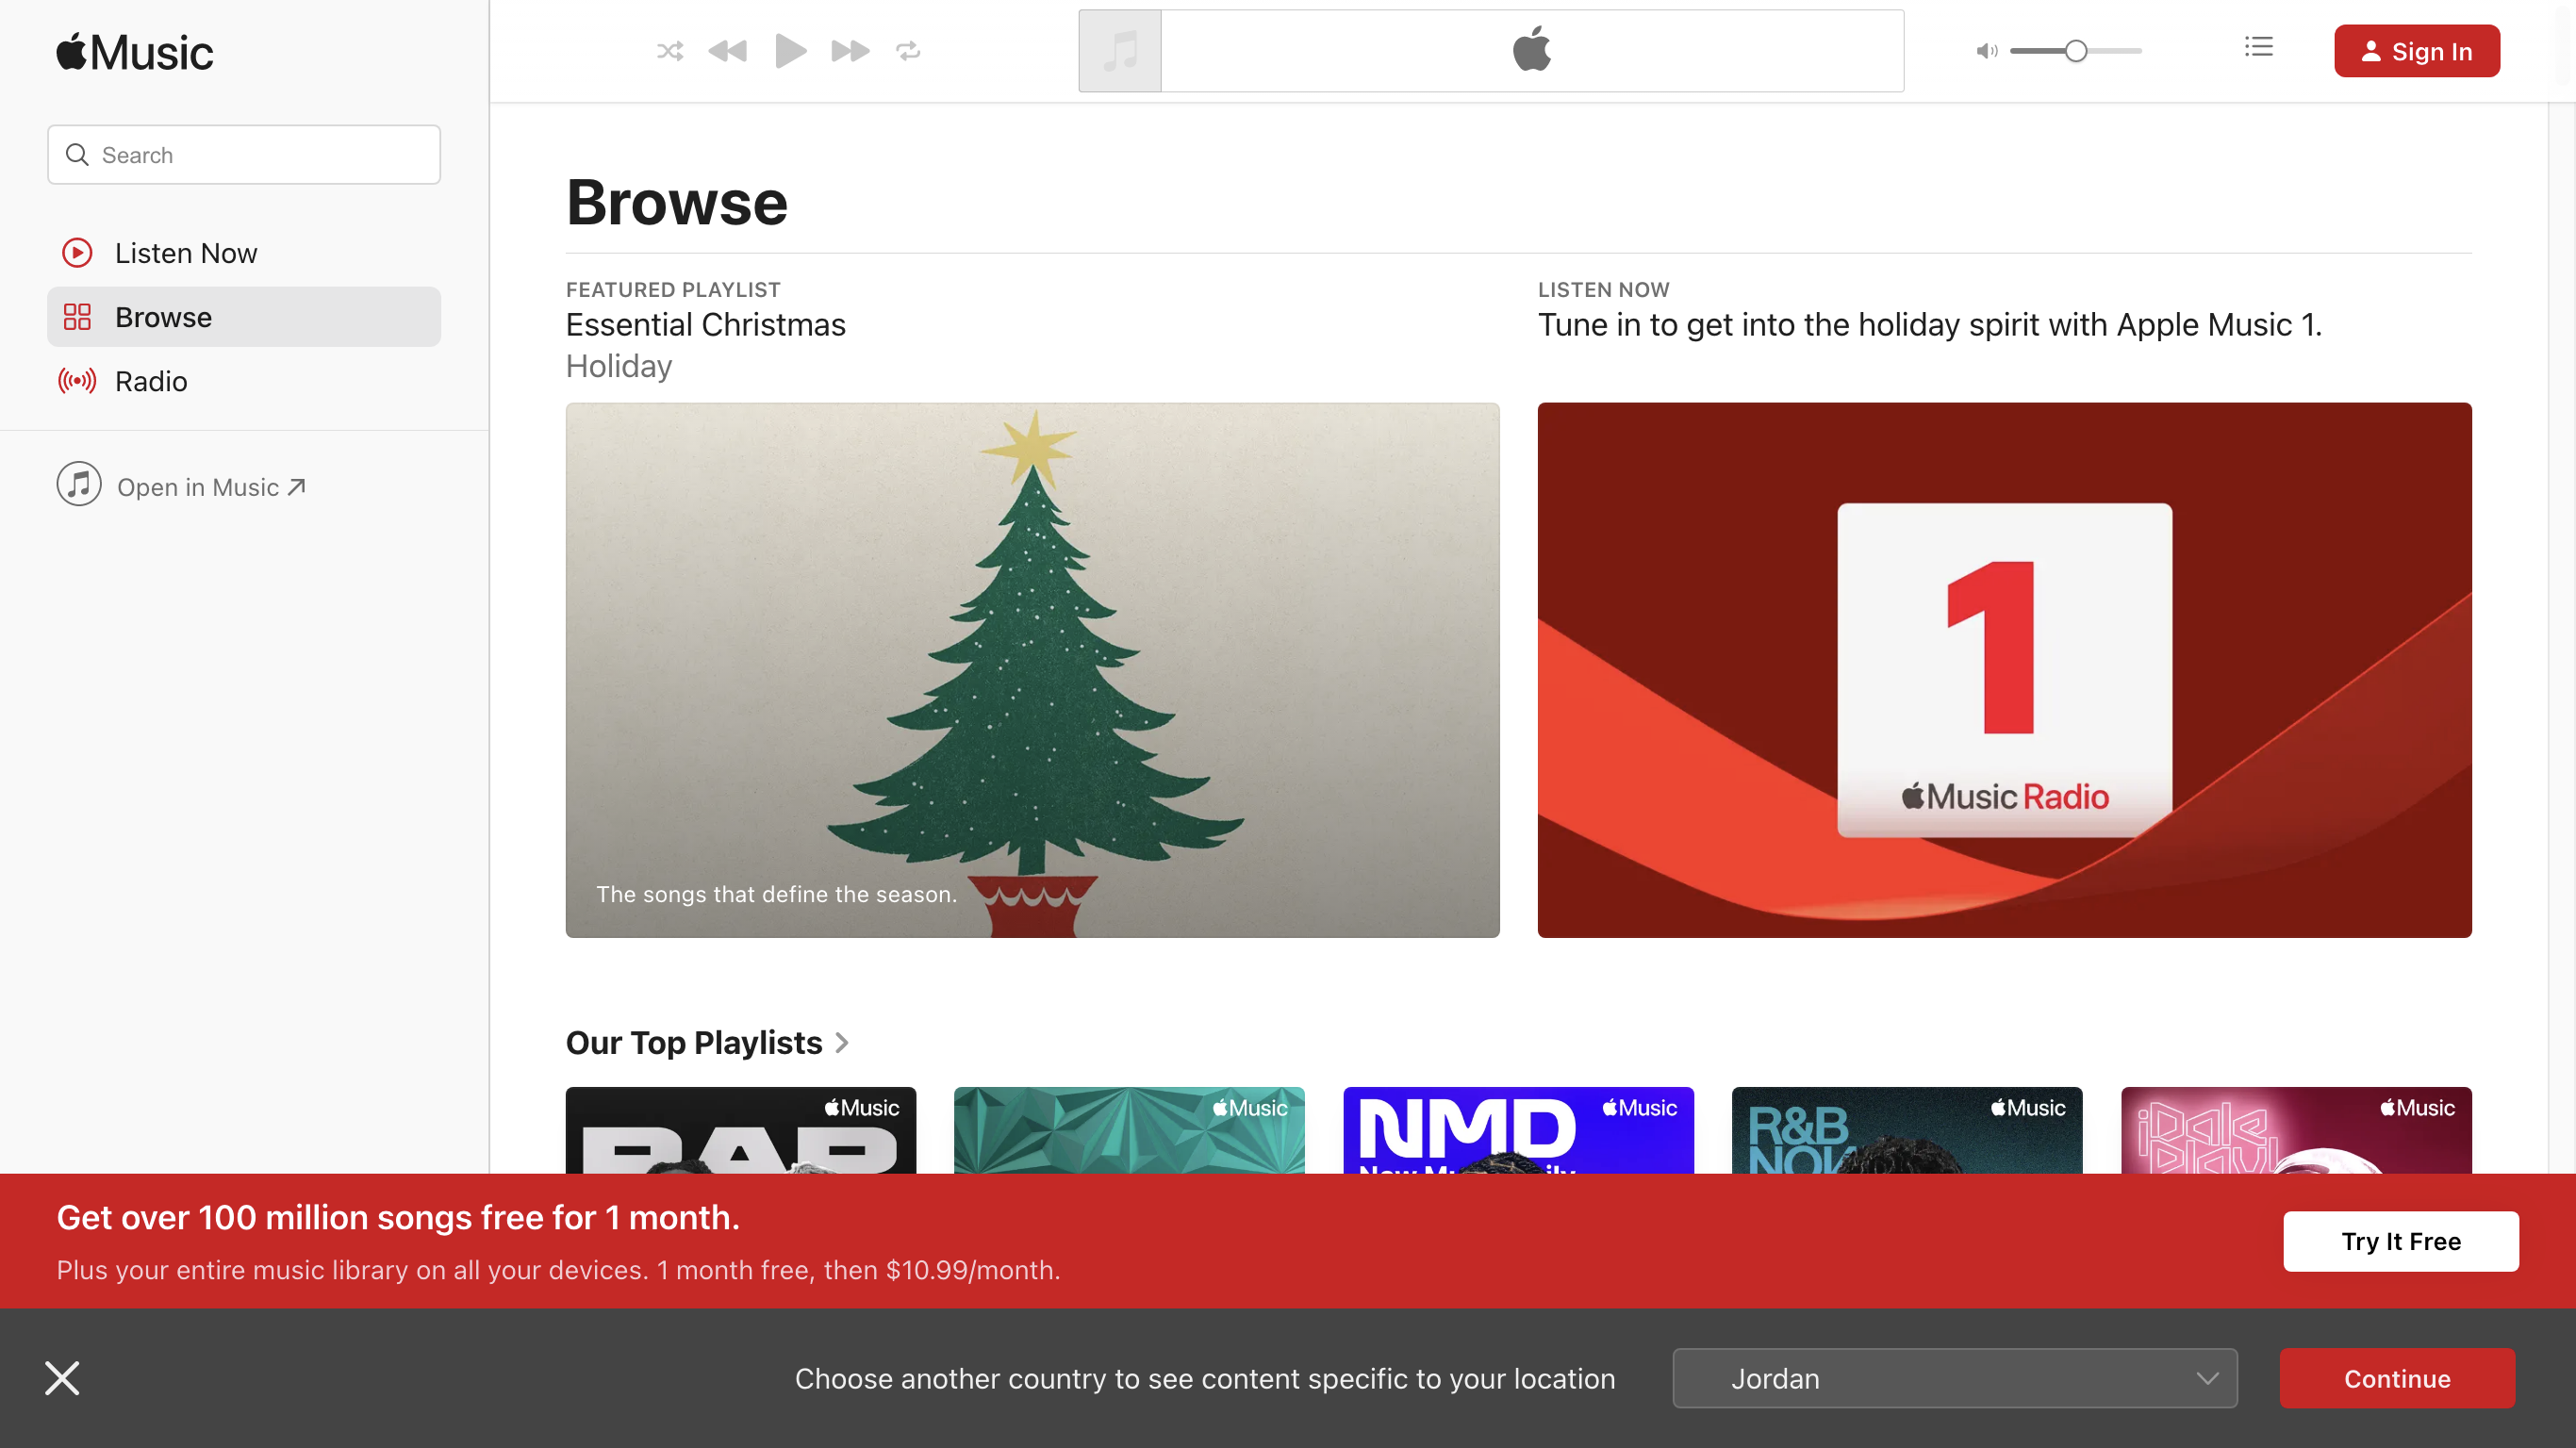 Music
Search
Listen Now
Browse
Radio
Open in Music
Sign In
Browse
FEATURED PLAYLIST
Essential Christmas
Holiday
The songs that define the season.
LISTEN NOW
Tune in to get into the holiday spirit with Apple Music 1.
1
Music Radio
Our Top Playlists
Music
RAP
Music
Music
NMD
Music
R&B
NOW
Music
Get over 100 million songs free for 1 month.
Plus your entire music library on all your devices. 1 month free, then $10.99/month.
Try It Free
Choose another country to see content specific to your location
Jordan
Continue